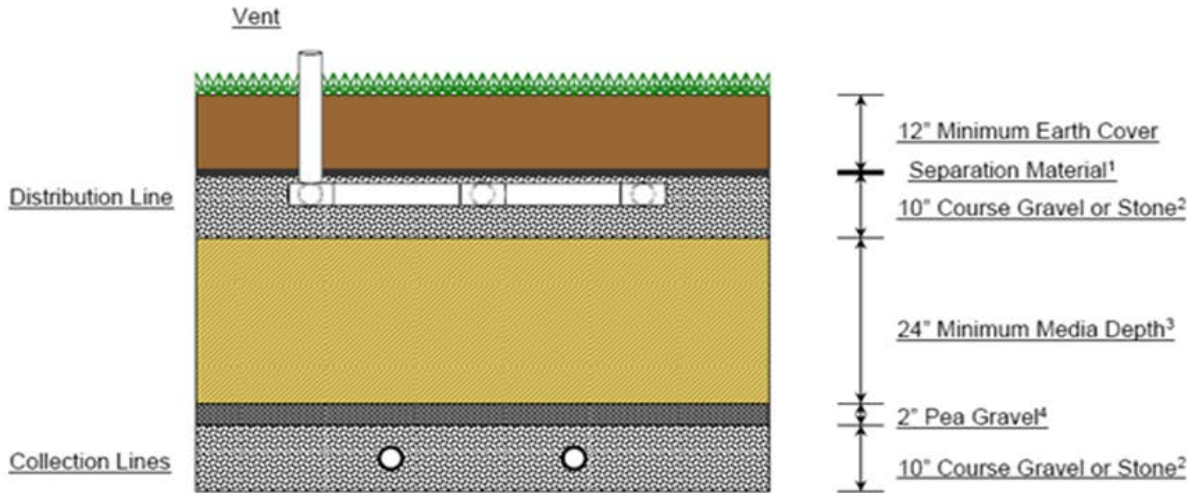 Vent
12” Minimum Earth Cover
Separation Material¹
Distribution Line
10” Course Gravel or Stone²
24” Minimum Media Depth³
2” Pea Gravel⁴
Collection Lines
10” Course Gravel or Stone²